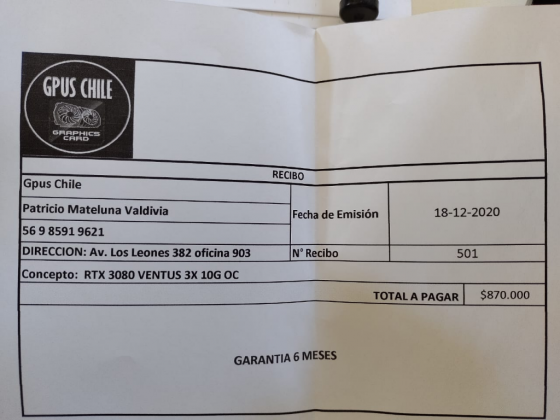 GPUS CHILE
GRAPHICS
CARD
RECIBO
Gpus Chile
Patricio Mateluna Valdivia
56 9 8591 9621
Fecha de Emisión
18-12-2020
DIRECCION: Av. Los Leones 382 oficina 903
N° Recibo
501
Concepto: RTX 3080 VENTUS 3X 10G OC
TOTAL A PAGAR
$870.000
GARANTIA 6 MESES